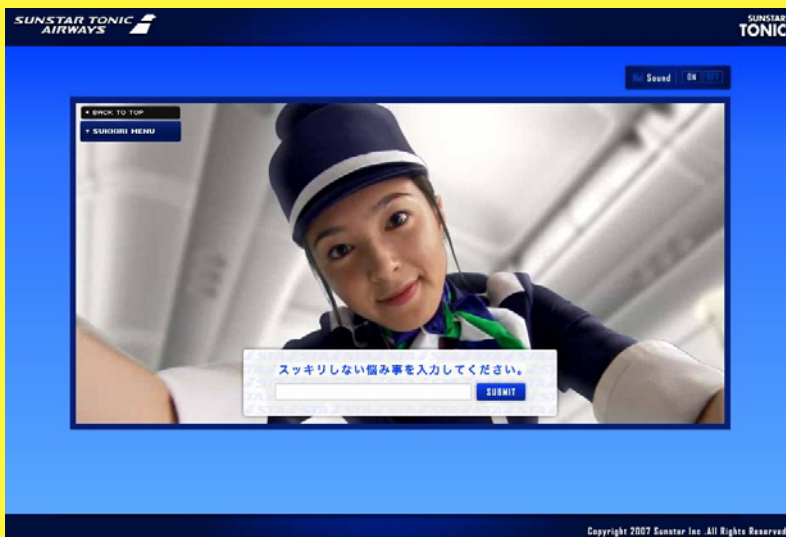 SUNSTAR TONIC
AIRWAYS
SUNSTAR
TONIC
Sound ON OFF
BACK TO TOP
SUKKIRI MENU
スッキリしない悩み事を入力してください。
SUBMIT
Copyright 2007 Sunstar Inc .All Rights Reserved